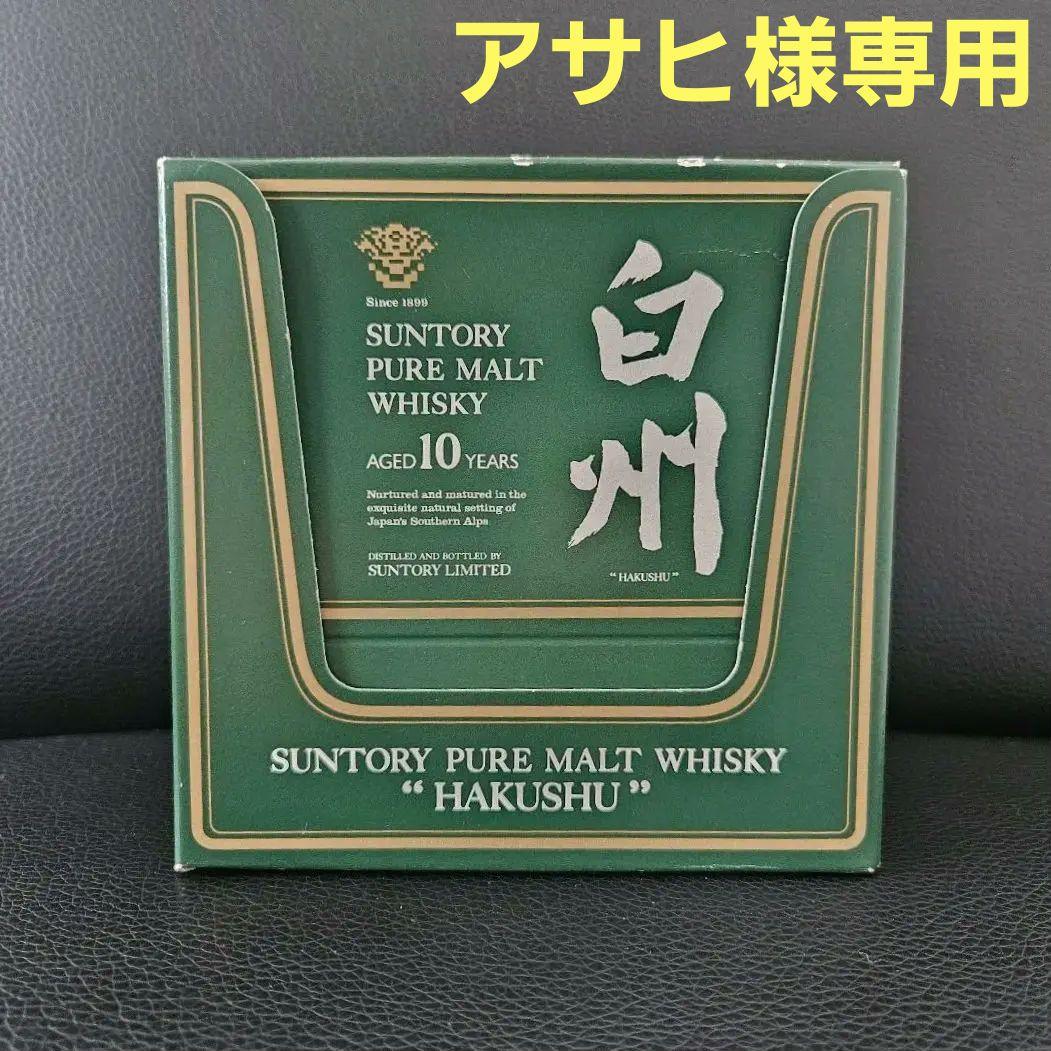 アサヒ様専用
Since 1899
SUNTORY
PURE MALT
WHISKY
AGED 10 YEARS
Nurtured and matured in the
exquisite natural setting of
Japan's Southern Alps
DISTILLED AND BOTTLED BY
SUNTORY LIMITED
白州
"HAKUSHU"
SUNTORY PURE MALT WHISKY
"HAKUSHU"